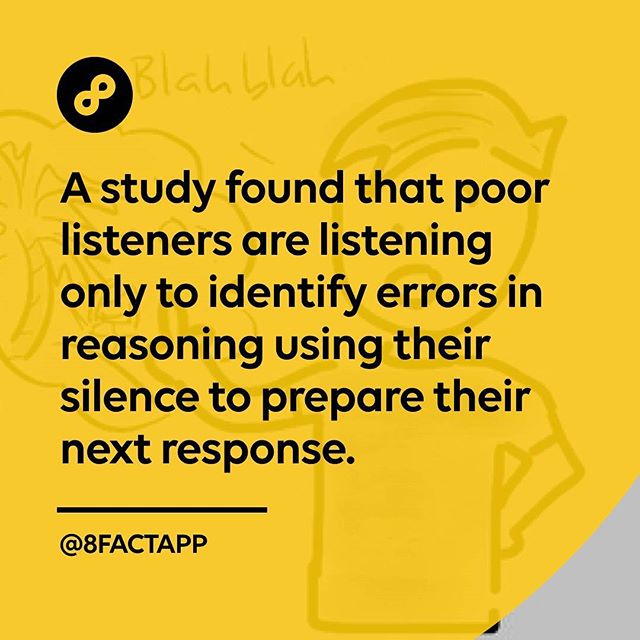 Blah blah
A study found that poor
listeners are listening
only to identify errors in
reasoning using their
silence to prepare their
next response.
@8FACTAPP